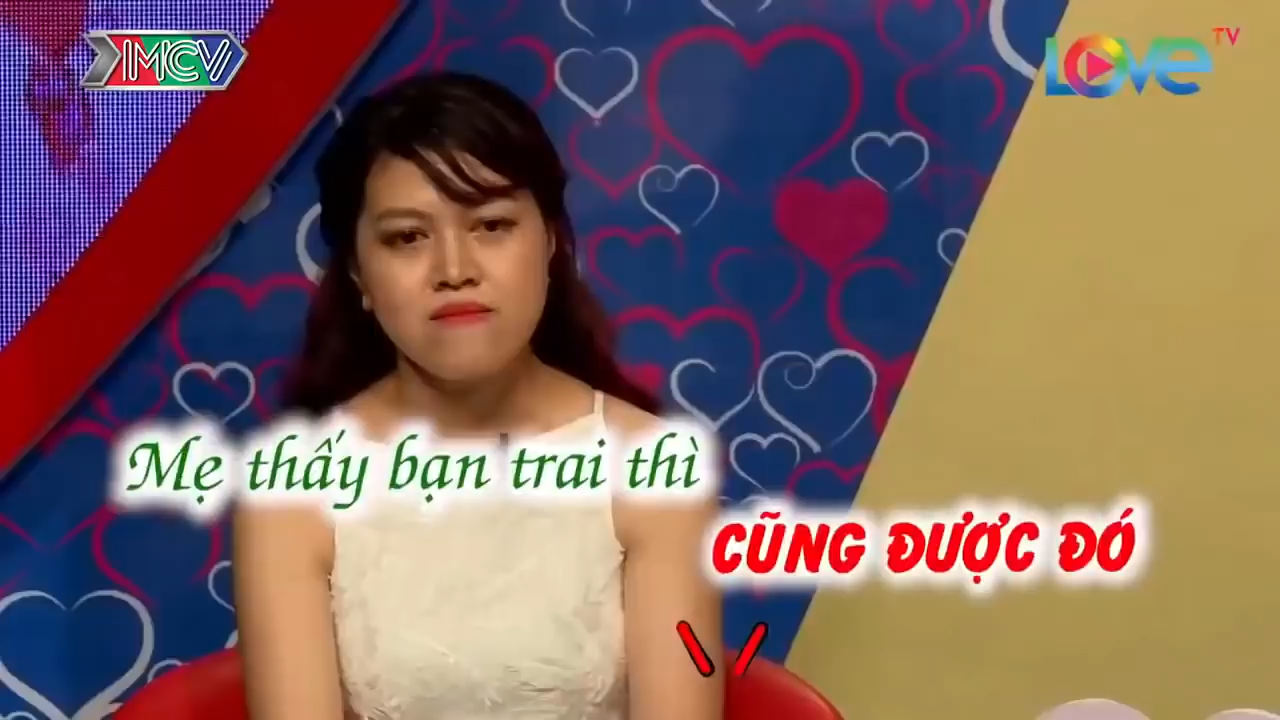 IMCV
LOVE TV
Mẹ thấy bạn trai thì
CŨNG ĐƯỢC ĐÓ